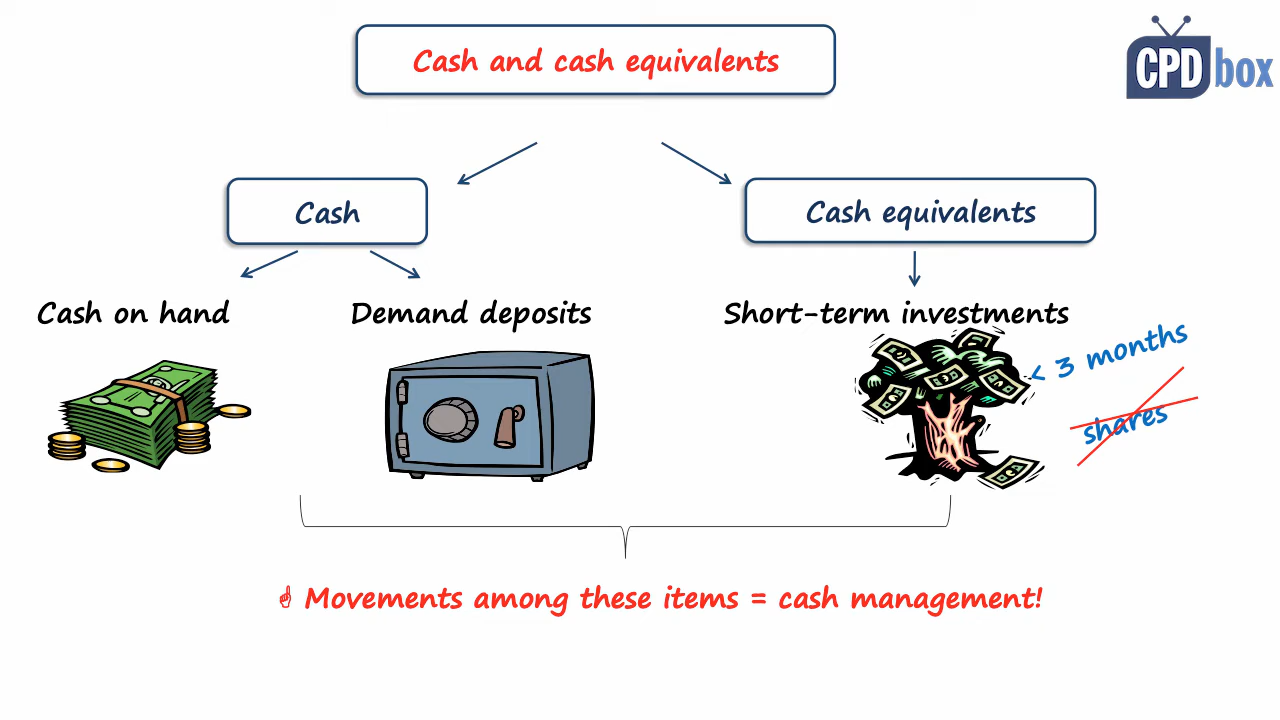 Cash and cash equivalents
CPD box
Cash
Cash equivalents
Cash on hand
Demand deposits
Short-term investments
< 3 months
shares
☝ Movements among these items = cash management!